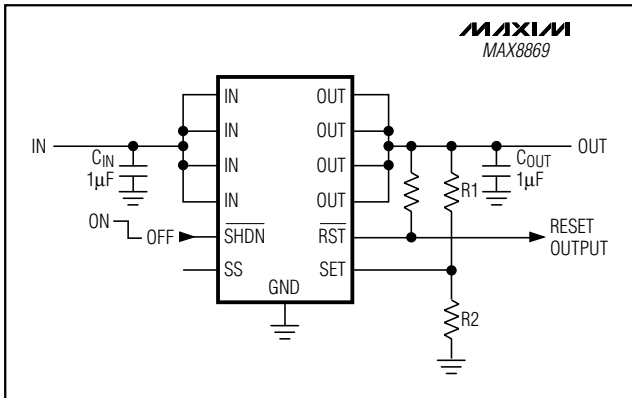 MAXIM
MAX8869
IN OUT
IN OUT
IN CIN IN OUT COUT OUT
1µF 1µF
IN OUT R1
ON OFF SHDN RST RESET
OUTPUT
SS SET
GND
R2